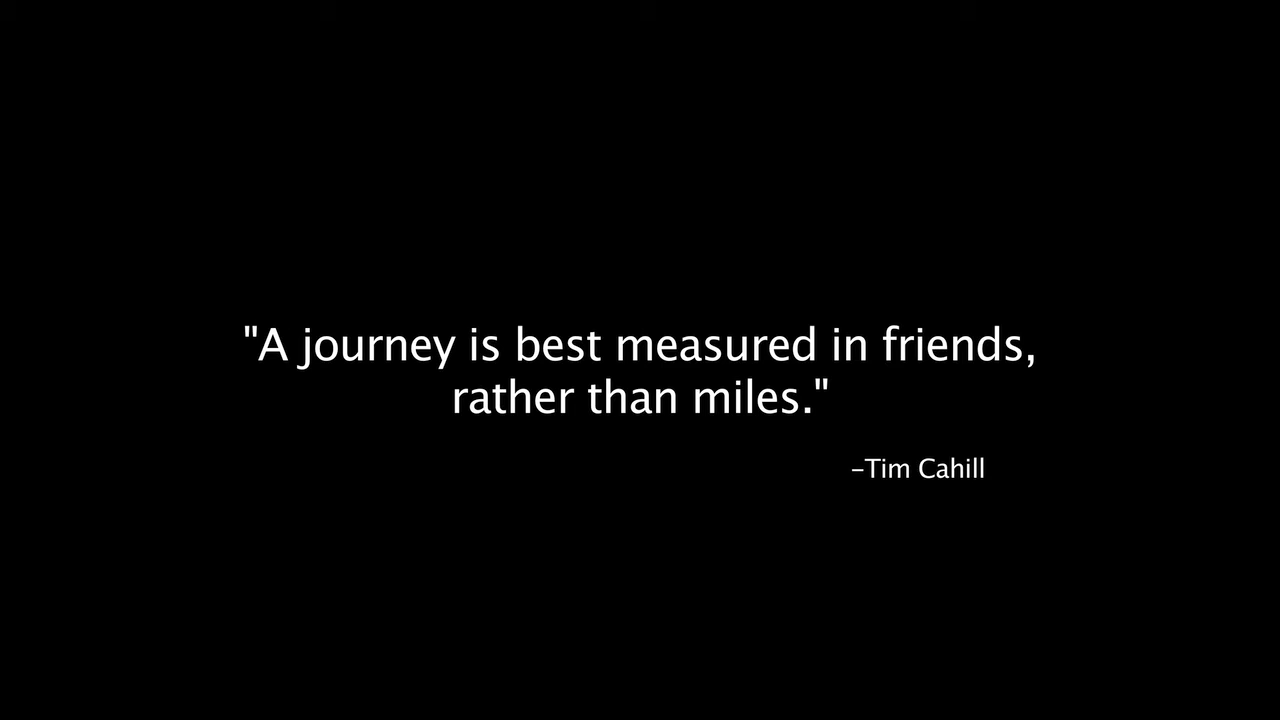 "A journey is best measured in friends,
rather than miles."
–Tim Cahill